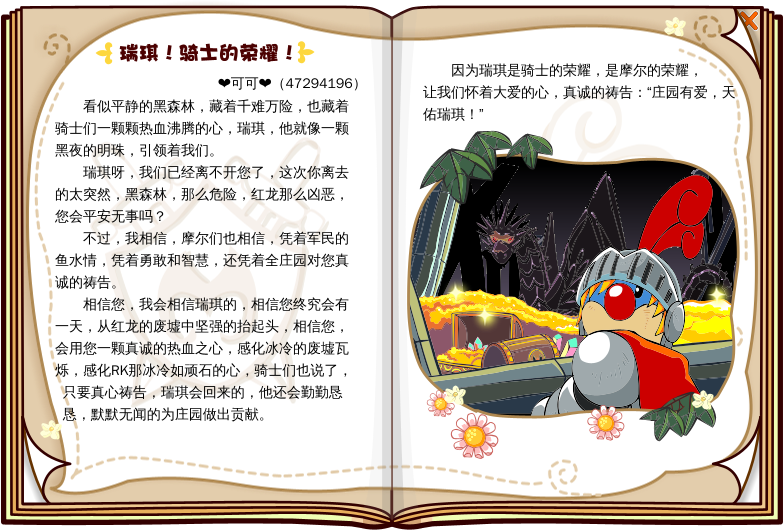 瑞琪！骑士的荣耀！
❤可可❤（47294196）
看似平静的黑森林，藏着千难万险，也藏着
骑士们一颗颗热血沸腾的心，瑞琪，他就像一颗
黑夜的明珠，引领着我们。
瑞琪呀，我们已经离不开您了，这次你离去
的太突然，黑森林，那么危险，红龙那么凶恶，
您会平安无事吗？
不过，我相信，摩尔们也相信，凭着军民的
鱼水情，凭着勇敢和智慧，还凭着全庄园对您真
诚的祷告。
相信您，我会相信瑞琪的，相信您终究会有
一天，从红龙的废墟中坚强的抬起头，相信您，
会用您一颗真诚的热血之心，感化冰冷的废墟瓦
烁，感化RK那冰冷如顽石的心，骑士们也说了，
只要真心祷告，瑞琪会回来的，他还会勤勤恳
恳，默默无闻的为庄园做出贡献。
因为瑞琪是骑士的荣耀，是摩尔的荣耀，
让我们怀着大爱的心，真诚的祷告：“庄园有爱，天
佑瑞琪！”